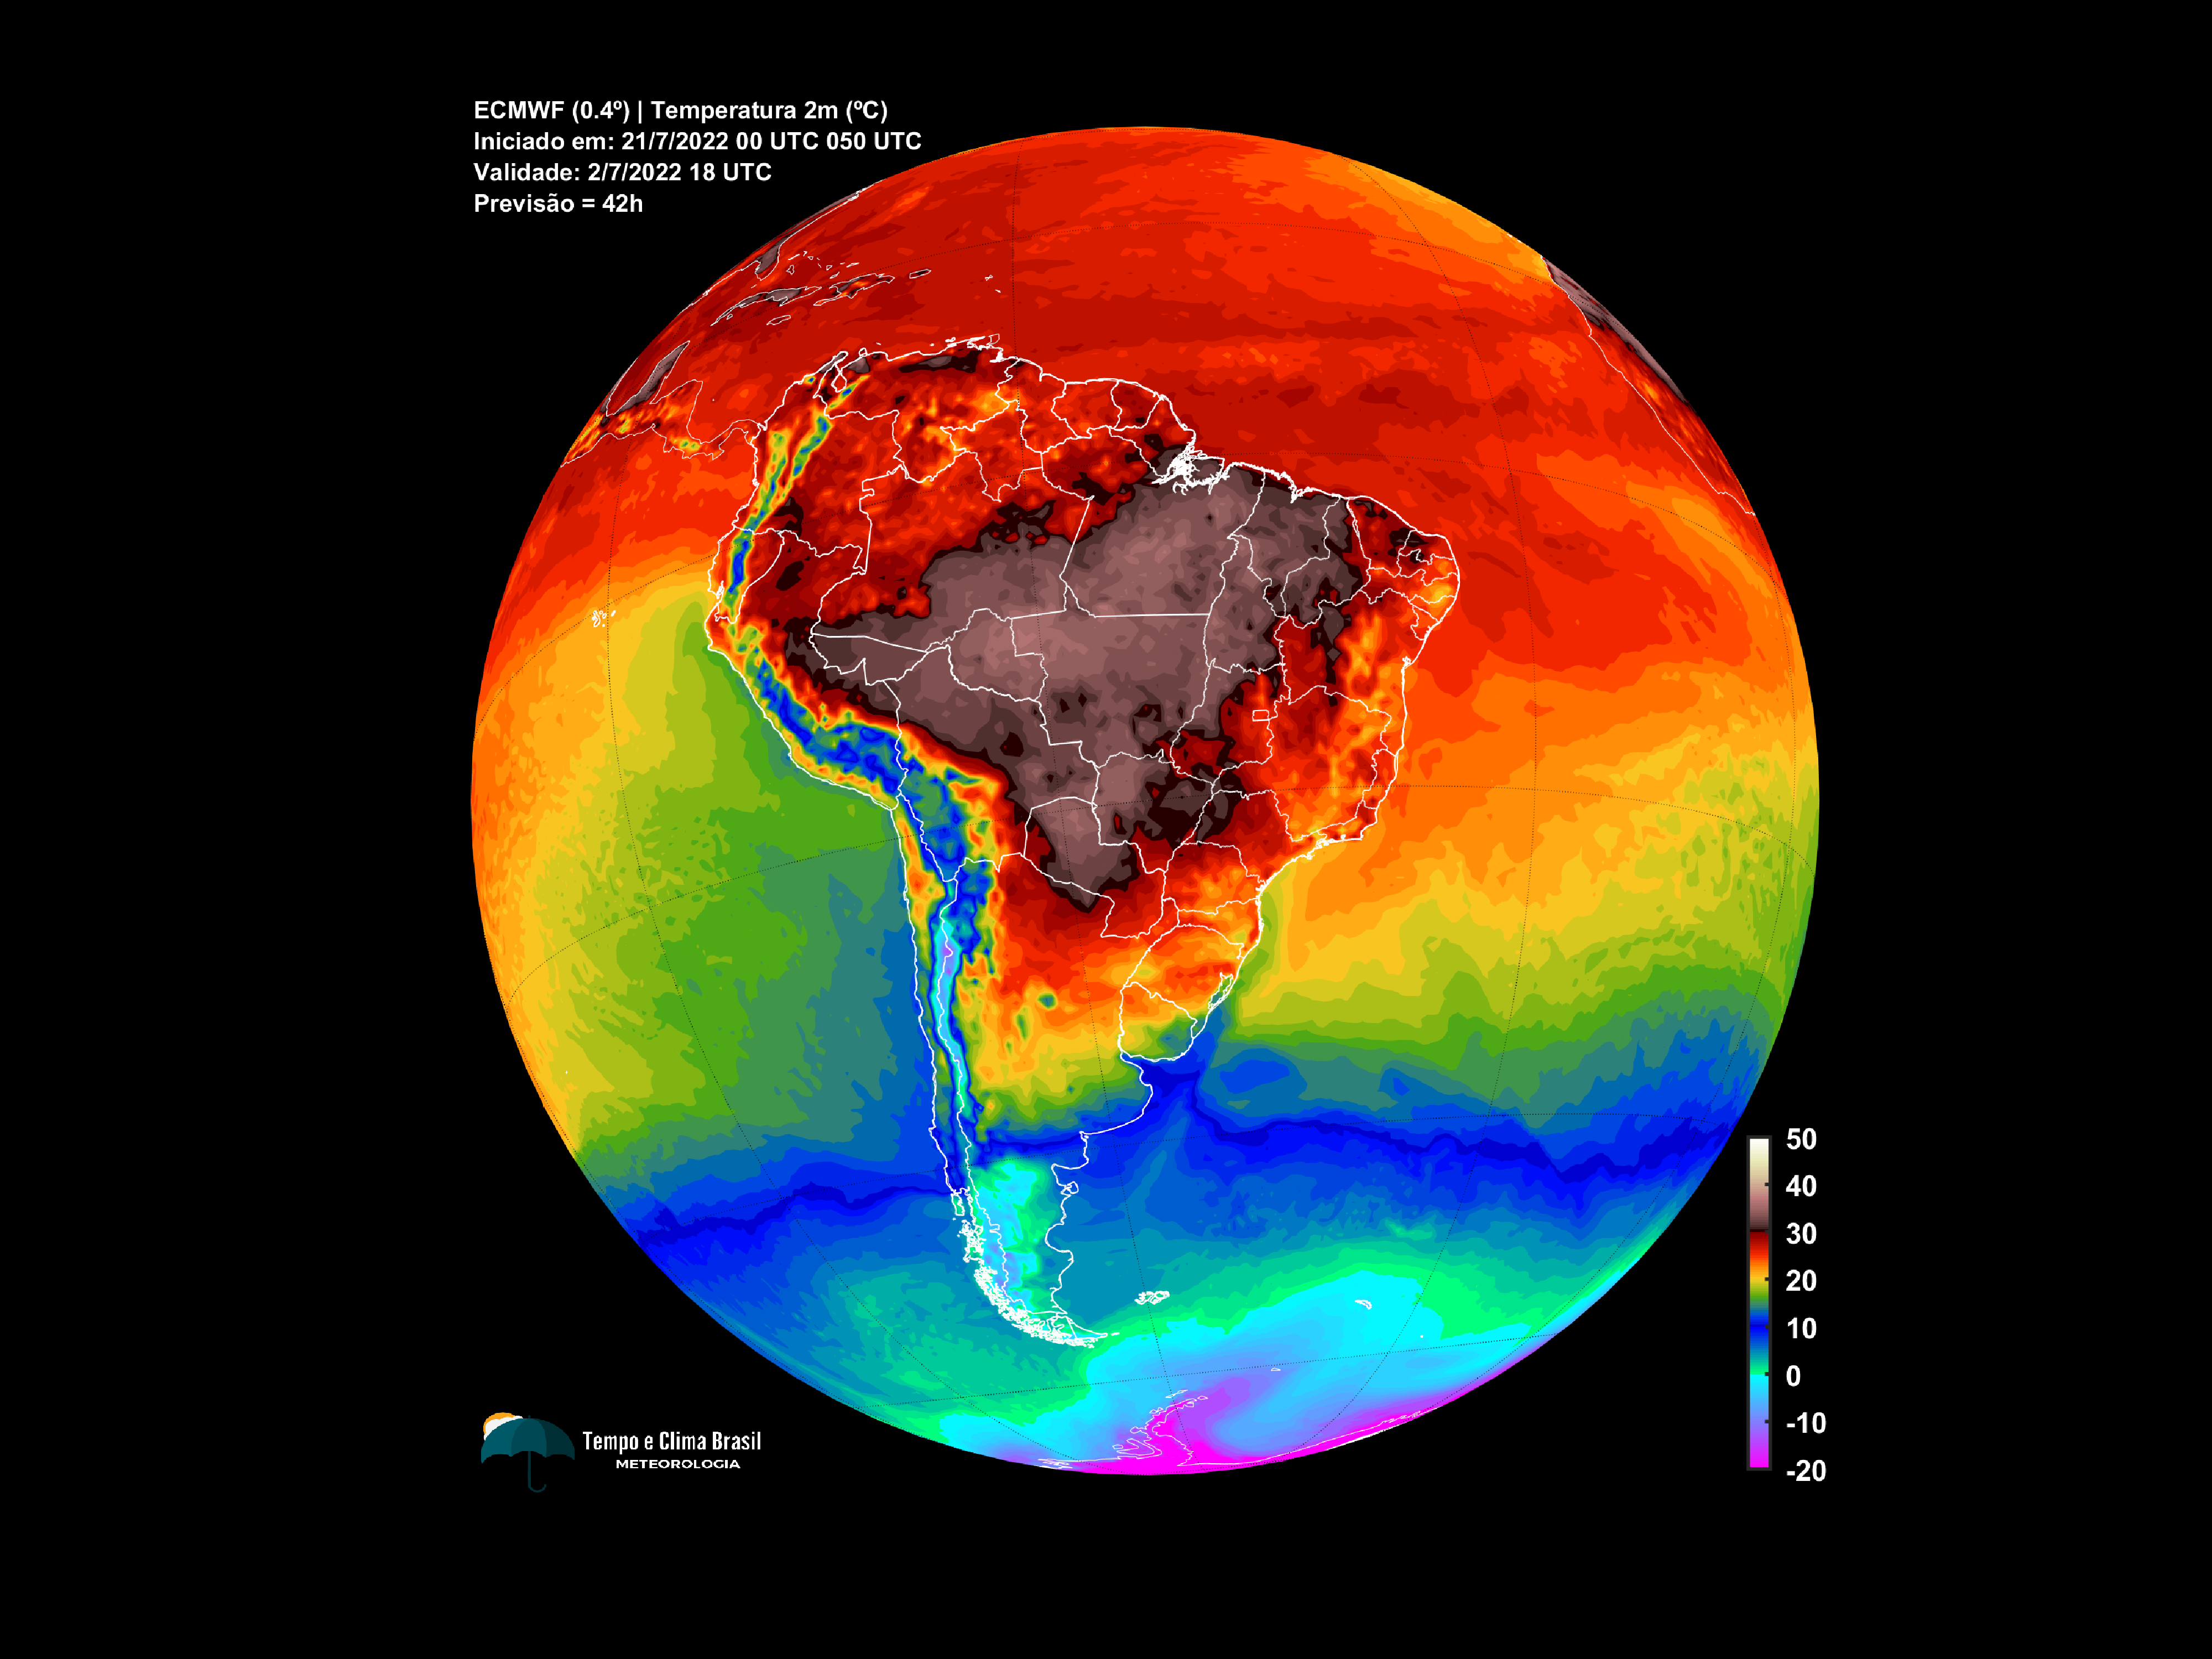 ECMWF (0.4º) | Temperatura 2m (ºC)
Iniciado em: 21/7/2022 00 UTC 050 UTC
Validade: 2/7/2022 18 UTC
Previsão = 42h
50
40
30
20
10
0
-10
-20
Tempo e Clima Brasil
METEOROLOGIA